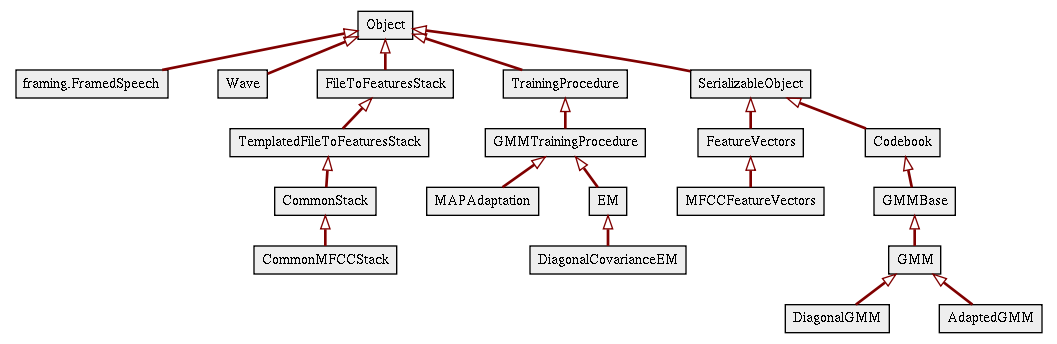 Object
framing.FramedSpeech
Wave
FileToFeaturesStack
TrainingProcedure
SerializableObject
TemplatedFileToFeaturesStack
GMMTrainingProcedure
FeatureVectors
Codebook
CommonStack
MAPAdaptation
EM
MFCCFeatureVectors
GMMBase
CommonMFCCStack
DiagonalCovarianceEM
GMM
DiagonalGMM
AdaptedGMM